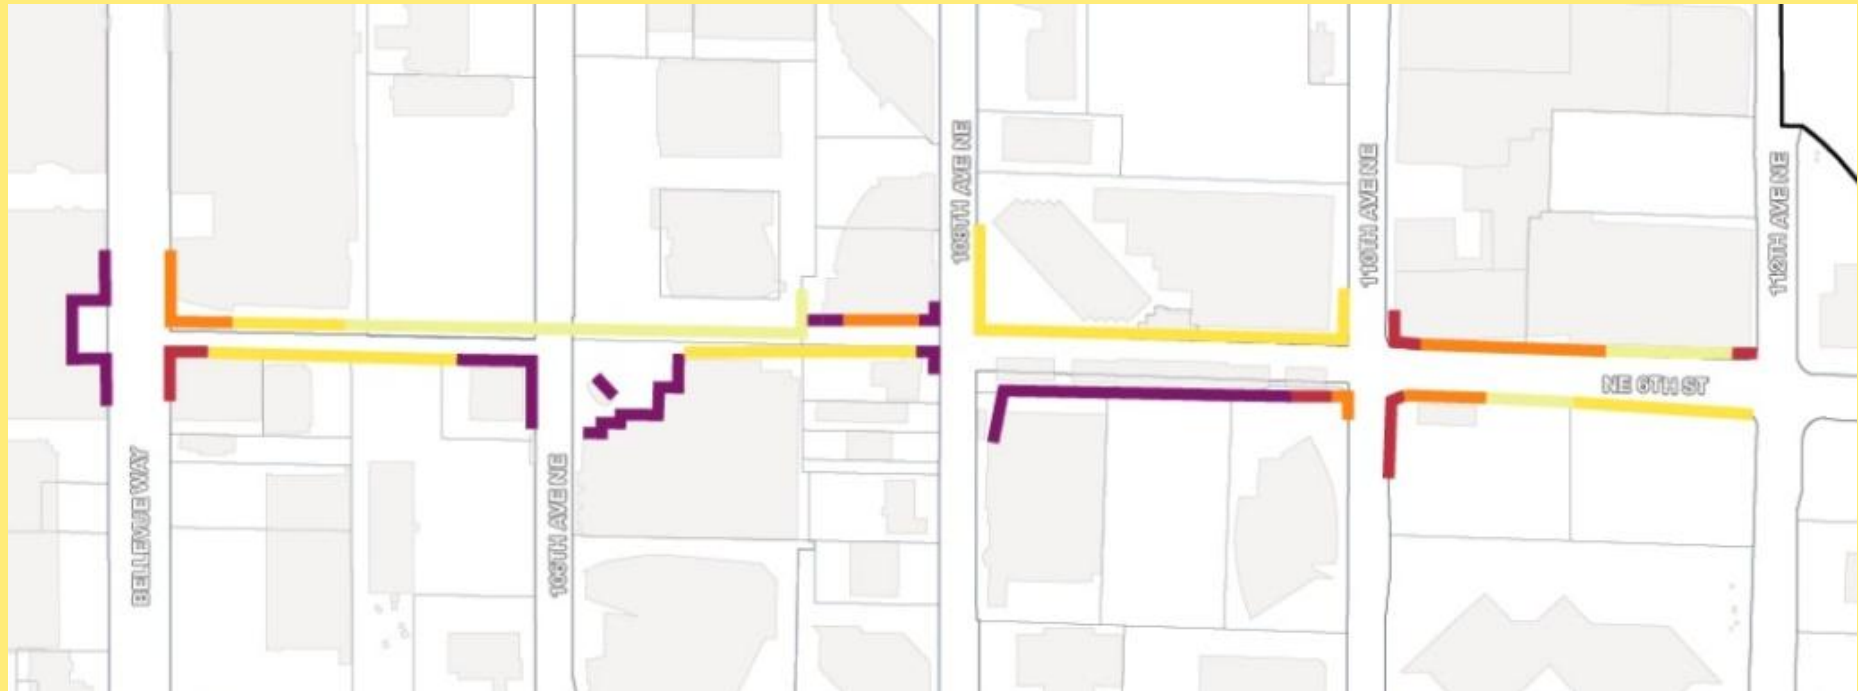 BELLEVUE WAY
106TH AVE NE
108TH AVE NE
110TH AVE NE
112TH AVE NE
NE 6TH ST